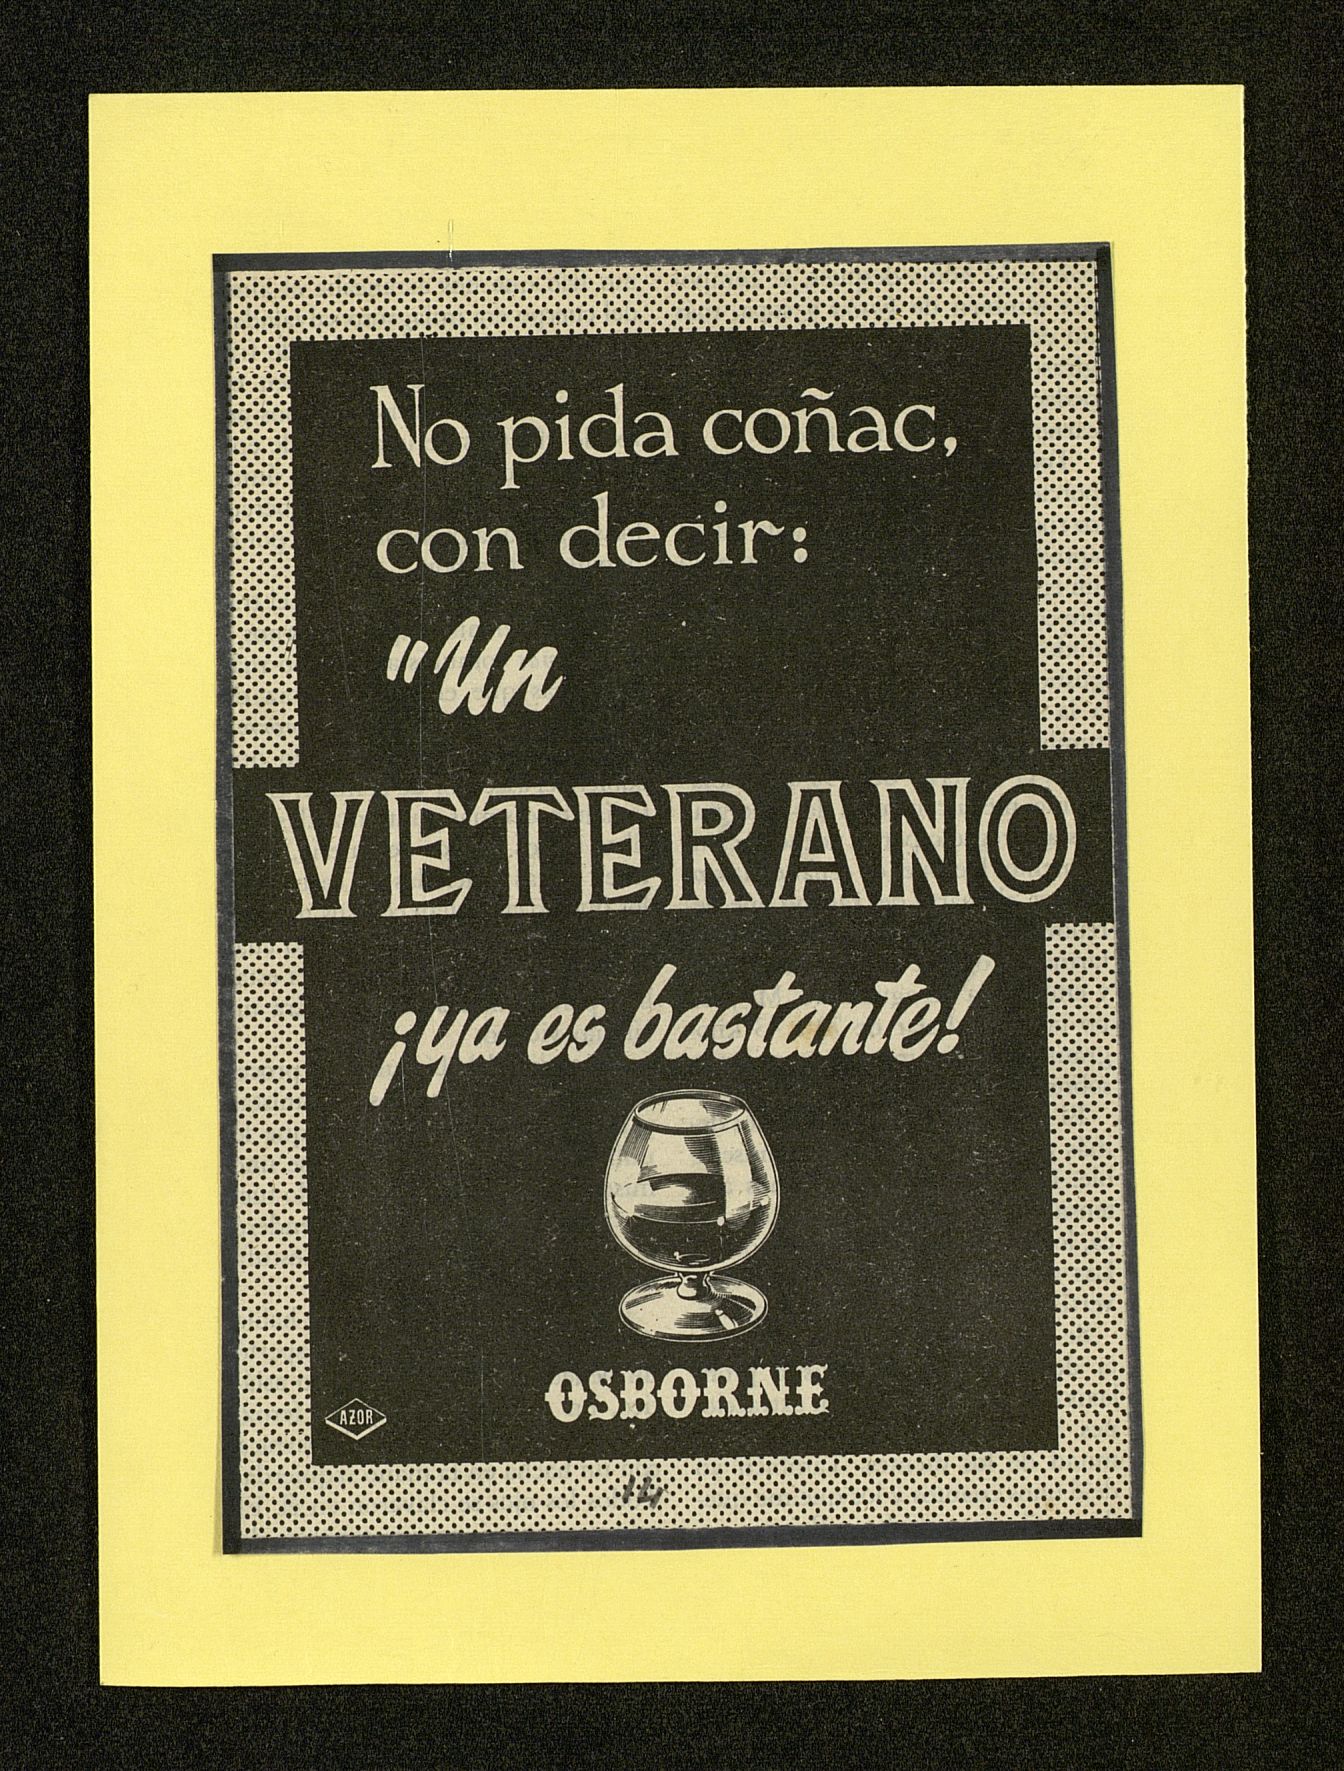 No pida coñac,
con decir:
"Un
VETERANO
¡ya es bastante!
OSBORNE
AZOR
14